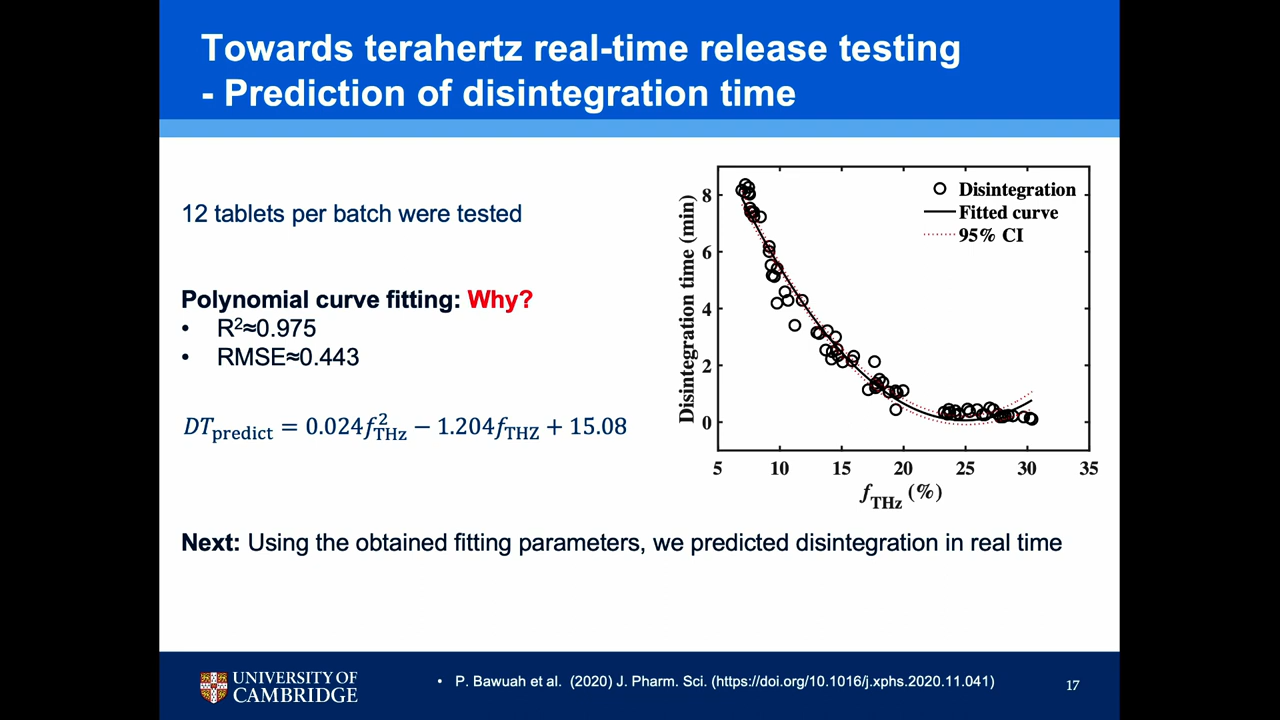 Towards terahertz real-time release testing
- Prediction of disintegration time
12 tablets per batch were tested
Polynomial curve fitting: Why?
• R²≈0.975
• RMSE≈0.443
DT_predict = 0.024f²_THz − 1.204f_THZ + 15.08
Disintegration time (min)
8
6
4
2
0
5 10 15 20 25 30 35
f_THz (%)
Disintegration
Fitted curve
95% CI
Next: Using the obtained fitting parameters, we predicted disintegration in real time
UNIVERSITY OF
CAMBRIDGE
• P. Bawuah et al. (2020) J. Pharm. Sci. (https://doi.org/10.1016/j.xphs.2020.11.041)
17